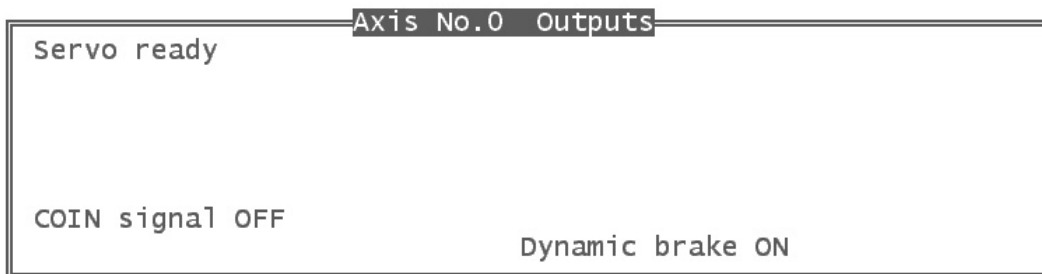 Axis No.0 Outputs
Servo ready
COIN signal OFF
Dynamic brake ON